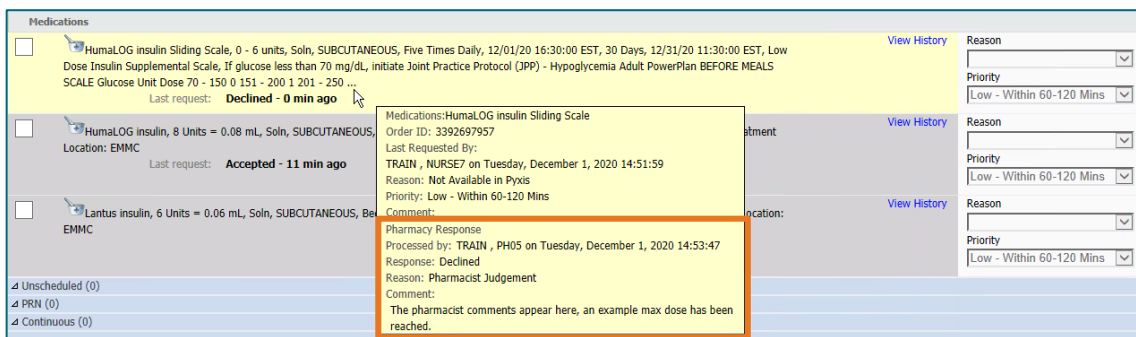 Medications
HumaLOG insulin Sliding Scale, 0 - 6 units, Soln, SUBCUTANEOUS, Five Times Daily, 12/01/20 16:30:00 EST, 30 Days, 12/31/20 11:30:00 EST, Low
Dose Insulin Supplemental Scale, If glucose less than 70 mg/dL, initiate Joint Practice Protocol (JPP) - Hypoglycemia Adult PowerPlan BEFORE MEALS
SCALE Glucose Unit Dose 70 - 150 0 151 - 200 1 201 - 250 ...
Last request: Declined - 0 min ago
View History
Reason
Priority
Low - Within 60-120 Mins
HumaLOG insulin, 8 Units = 0.08 mL, Soln, SUBCUTANEOUS,
Location: EMMC
Last request: Accepted - 11 min ago
View History
Reason
Priority
Low - Within 60-120 Mins
Lantus insulin, 6 Units = 0.06 mL, Soln, SUBCUTANEOUS, Be
EMMC
View History
Reason
Priority
Low - Within 60-120 Mins
Medications:HumaLOG insulin Sliding Scale
Order ID: 3392697957
Last Requested By:
TRAIN , NURSE7 on Tuesday, December 1, 2020 14:51:59
Reason: Not Available in Pyxis
Priority: Low - Within 60-120 Mins
Comment:
Pharmacy Response
Processed by: TRAIN , PH05 on Tuesday, December 1, 2020 14:53:47
Response: Declined
Reason: Pharmacist Judgement
Comment:
The pharmacist comments appear here, an example max dose has been
reached.
Unscheduled (0)
PRN (0)
Continuous (0)